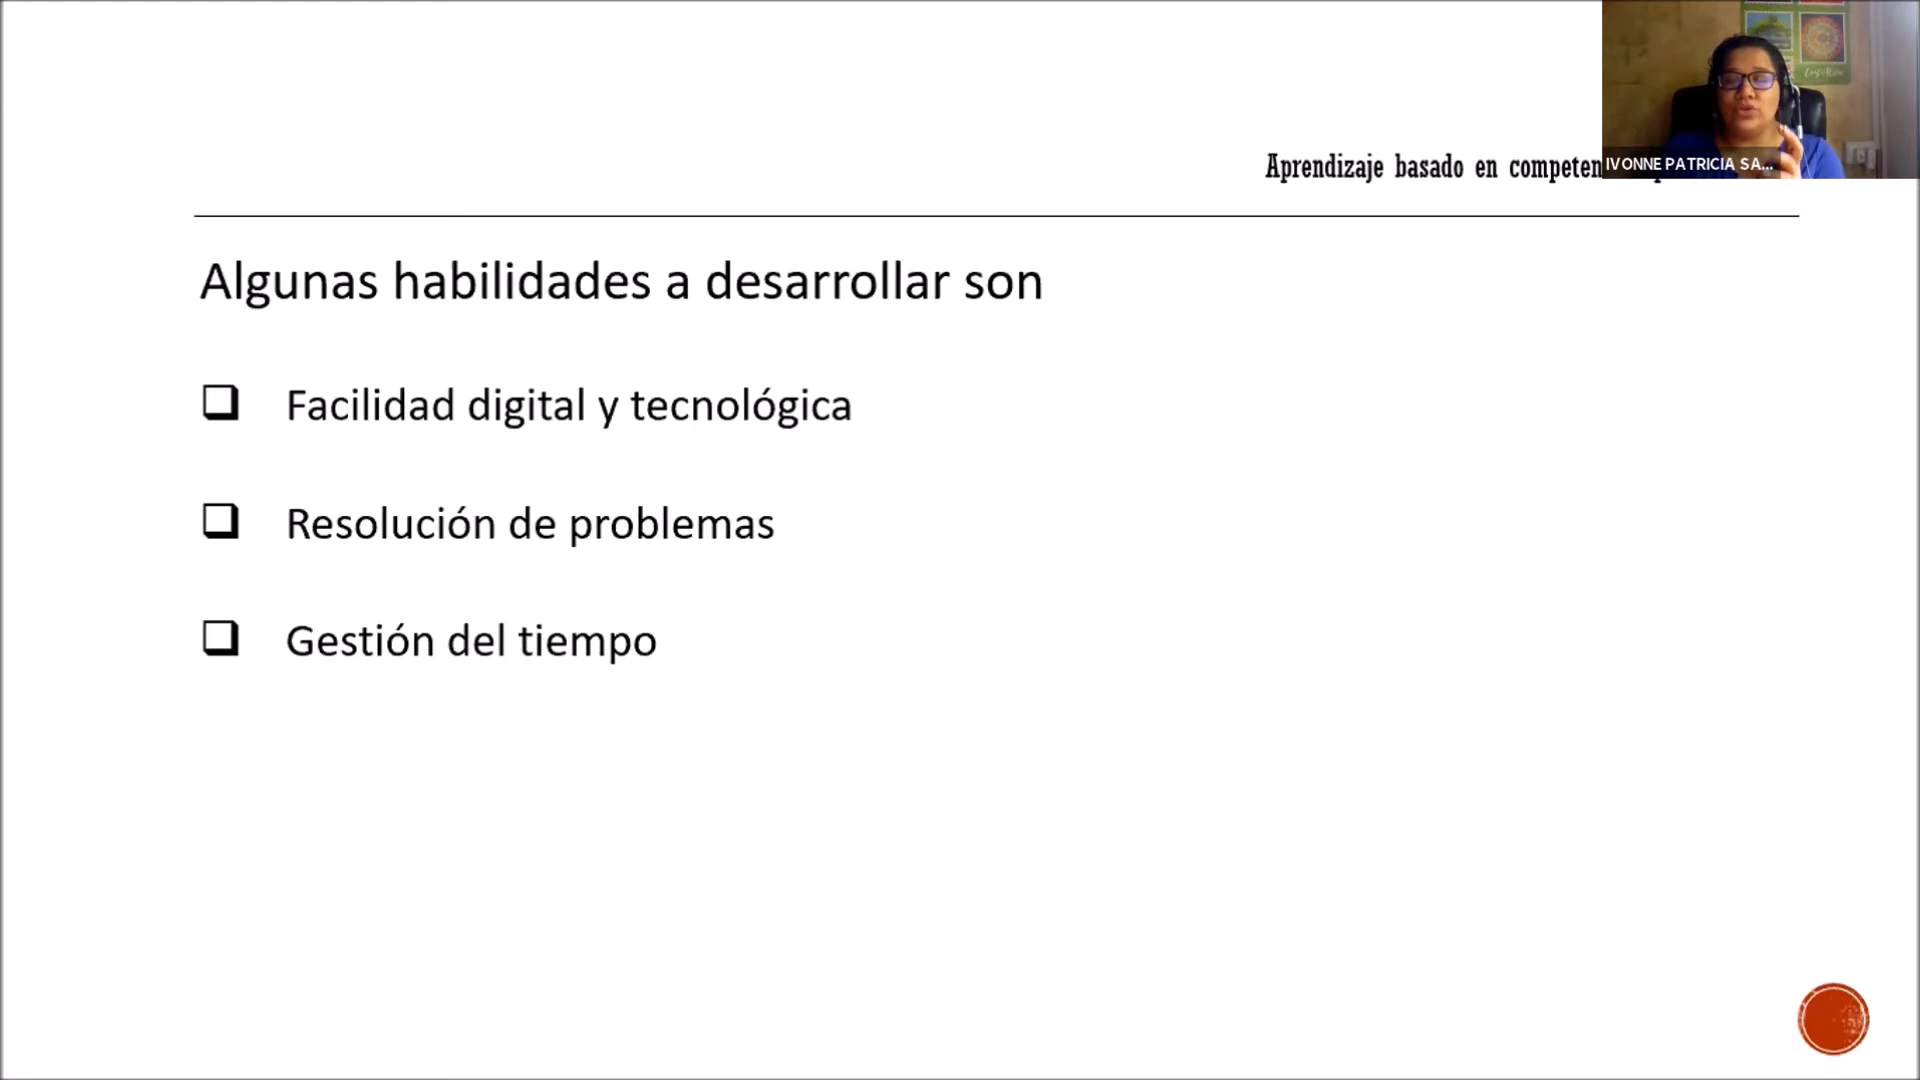 Aprendizaje basado en
IVONNE PATRICIA SA...
Algunas habilidades a desarrollar son
Facilidad digital y tecnológica
Resolución de problemas
Gestión del tiempo